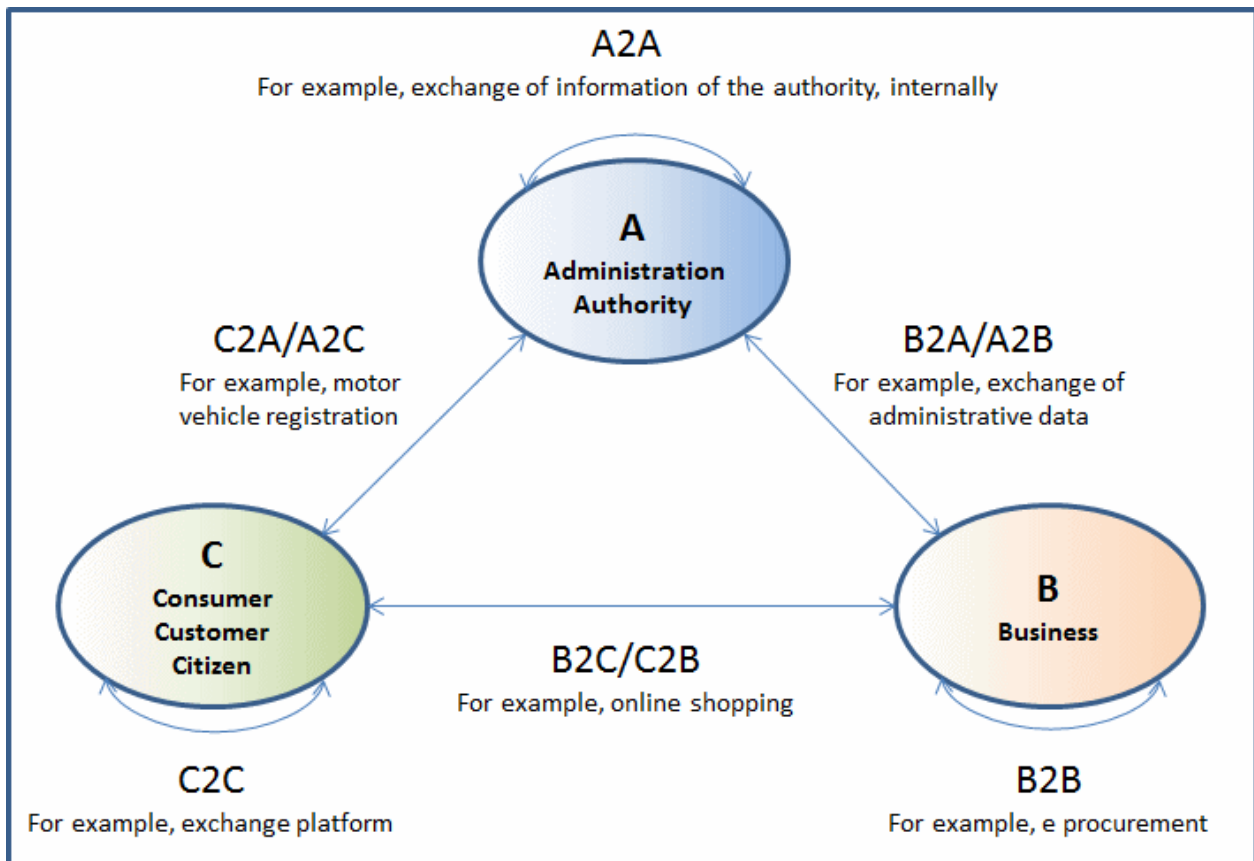 A2A
For example, exchange of information of the authority, internally
A
Administration
Authority
C2A/A2C
For example, motor
vehicle registration
B2A/A2B
For example, exchange of
administrative data
C
Consumer
Customer
Citizen
B
Business
B2C/C2B
For example, online shopping
C2C
For example, exchange platform
B2B
For example, e procurement